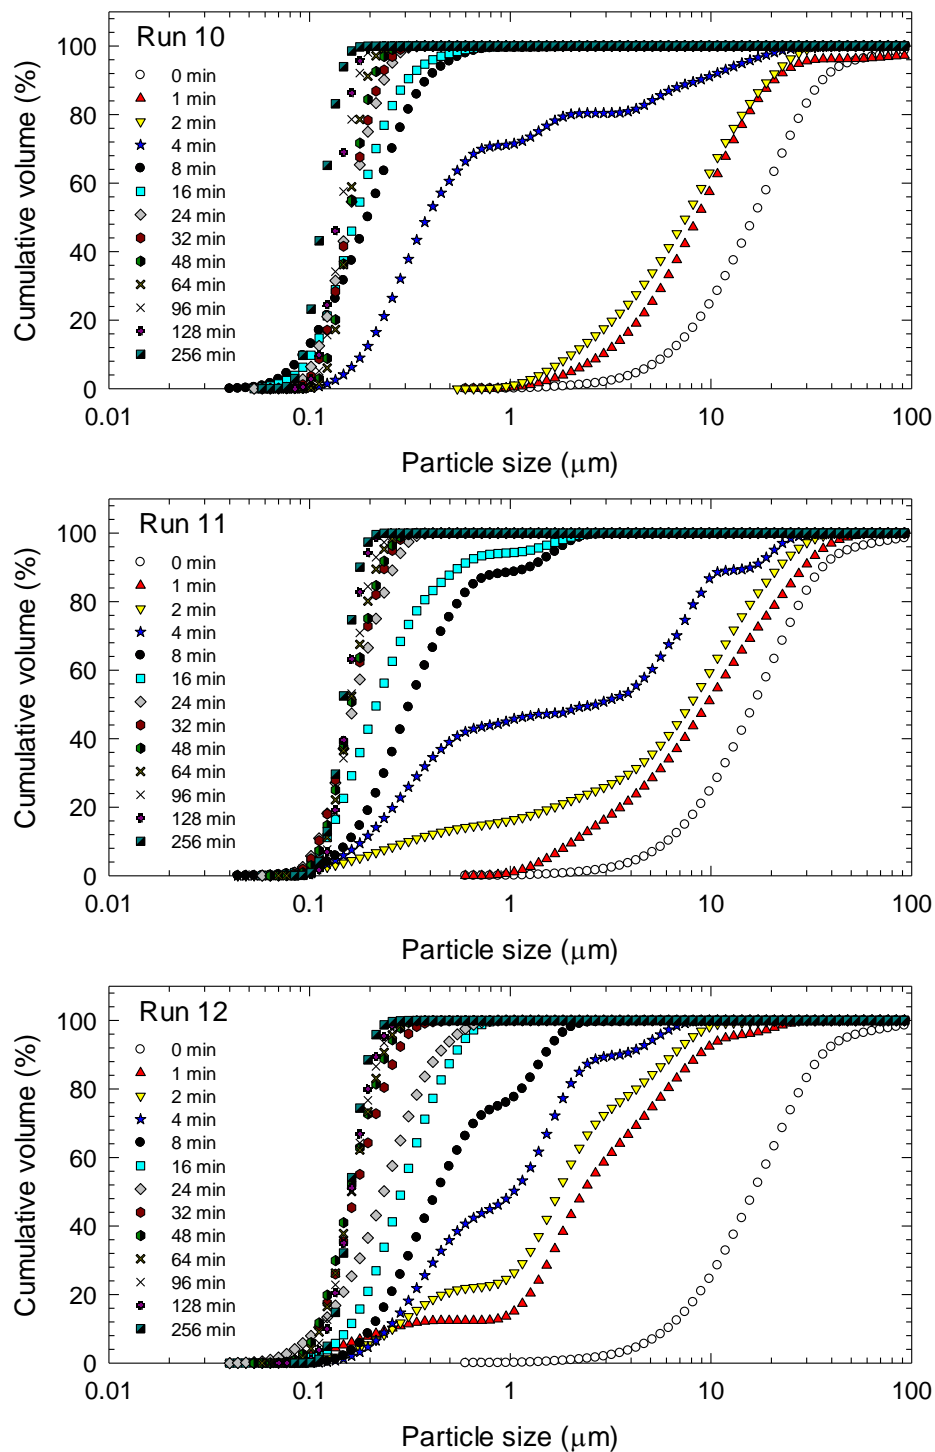 Run 10
0 min
1 min
2 min
4 min
8 min
16 min
24 min
32 min
48 min
64 min
96 min
128 min
256 min
Cumulative volume (%)
100
80
60
40
20
0
0.01 0.1 1 10 100
Particle size (μm)
Run 11
0 min
1 min
2 min
4 min
8 min
16 min
24 min
32 min
48 min
64 min
96 min
128 min
256 min
Cumulative volume (%)
100
80
60
40
20
0
0.01 0.1 1 10 100
Particle size (μm)
Run 12
0 min
1 min
2 min
4 min
8 min
16 min
24 min
32 min
48 min
64 min
96 min
128 min
256 min
Cumulative volume (%)
100
80
60
40
20
0
0.01 0.1 1 10 100
Particle size (μm)